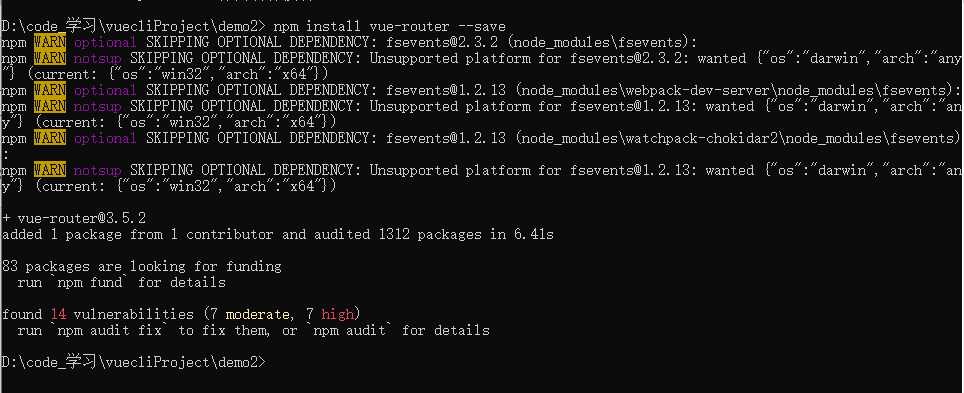 D:\code_学习\vuecliProject\demo2> npm install vue-router --save
npm WARN optional SKIPPING OPTIONAL DEPENDENCY: fsevents@2.3.2 (node_modules\fsevents):
npm WARN notsup SKIPPING OPTIONAL DEPENDENCY: Unsupported platform for fsevents@2.3.2: wanted {"os":"darwin","arch":"any
"} (current: {"os":"win32","arch":"x64"})
npm WARN optional SKIPPING OPTIONAL DEPENDENCY: fsevents@1.2.13 (node_modules\webpack-dev-server\node_modules\fsevents):
npm WARN notsup SKIPPING OPTIONAL DEPENDENCY: Unsupported platform for fsevents@1.2.13: wanted {"os":"darwin","arch":"an
y"} (current: {"os":"win32","arch":"x64"})
npm WARN optional SKIPPING OPTIONAL DEPENDENCY: fsevents@1.2.13 (node_modules\watchpack-chokidar2\node_modules\fsevents)
:
npm WARN notsup SKIPPING OPTIONAL DEPENDENCY: Unsupported platform for fsevents@1.2.13: wanted {"os":"darwin","arch":"an
y"} (current: {"os":"win32","arch":"x64"})
+ vue-router@3.5.2
added 1 package from 1 contributor and audited 1312 packages in 6.41s
83 packages are looking for funding
run `npm fund` for details
found 14 vulnerabilities (7 moderate, 7 high)
run `npm audit fix` to fix them, or `npm audit` for details
D:\code_学习\vuecliProject\demo2>